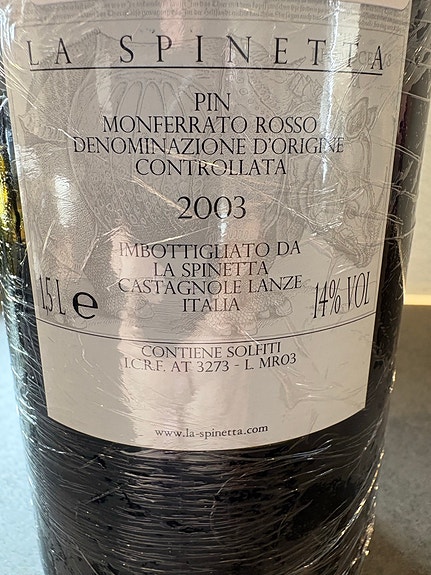 LA SPINETTA
PIN
MONFERRATO ROSSO
DENOMINAZIONE D'ORIGINE
CONTROLLATA
2003
IMBOTTIGLIATO DA
LA SPINETTA
CASTAGNOLE LANZE
ITALIA
1.5 L e
14% VOL
CONTIENE SOLFITI
I.C.R.F. AT 3273 - L. MR03
www.la-spinetta.com